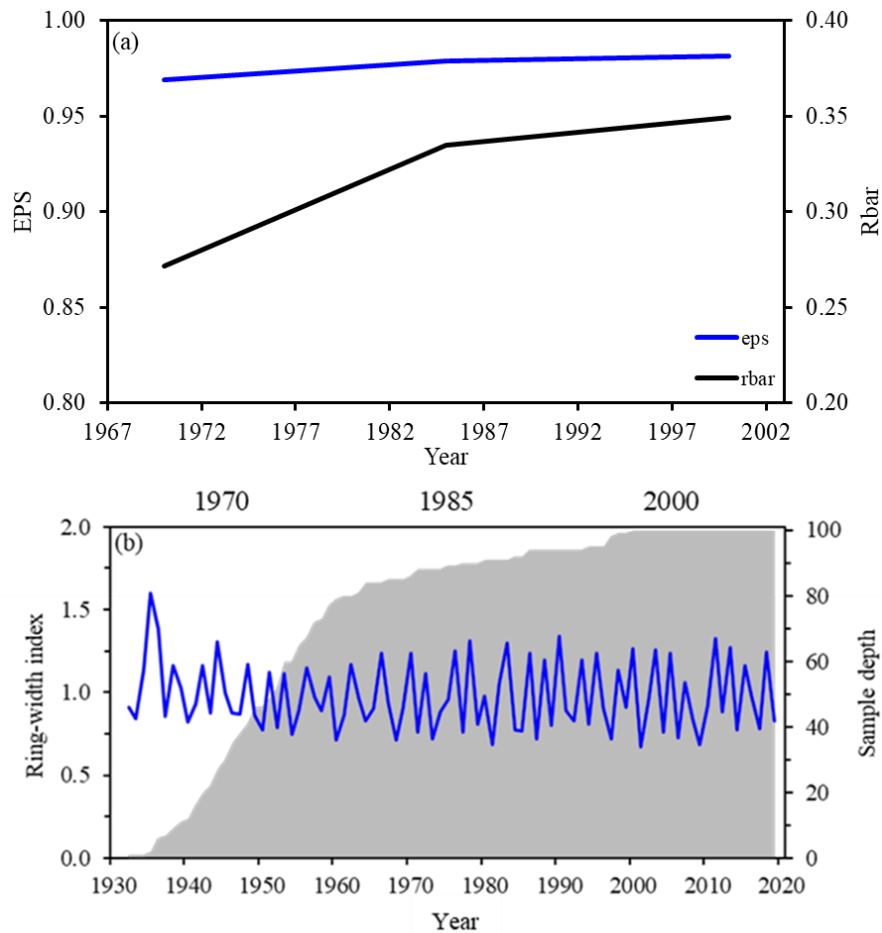 1.00
0.40
(a)
0.95
0.35
EPS
0.90
0.30
Rbar
0.85
0.25
eps
rbar
0.80
0.20
1967 1972 1977 1982 1987 1992 1997 2002
Year
1970 1985 2000
2.0
100
(b)
1.5
80
Ring-width index
60
1.0
Sample depth
40
0.5
20
0.0
0
1930 1940 1950 1960 1970 1980 1990 2000 2010 2020
Year